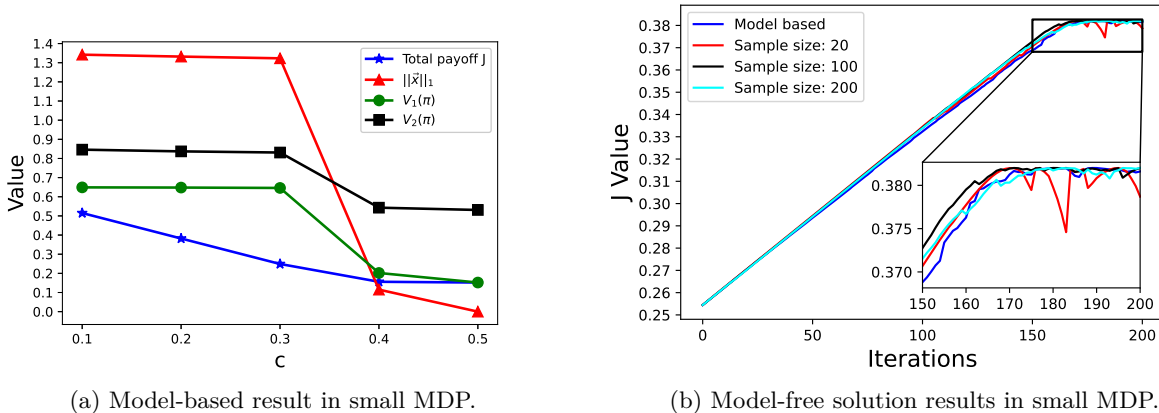 1.4
1.3
1.2
1.1
1.0
0.9
0.8
0.7
0.6
0.5
0.4
0.3
0.2
0.1
0.0
Value
0.1 0.2 0.3 0.4 0.5
c
Total payoff J
||x⃗||₁
V₁(π)
V₂(π)
(a) Model-based result in small MDP.
0.38
0.37
0.36
0.35
0.34
0.33
0.32
0.31
0.30
0.29
0.28
0.27
0.26
0.25
J Value
0 50 100 150 200
Iterations
Model based
Sample size: 20
Sample size: 100
Sample size: 200
0.380
0.375
0.370
150 160 170 180 190 200
(b) Model-free solution results in small MDP.